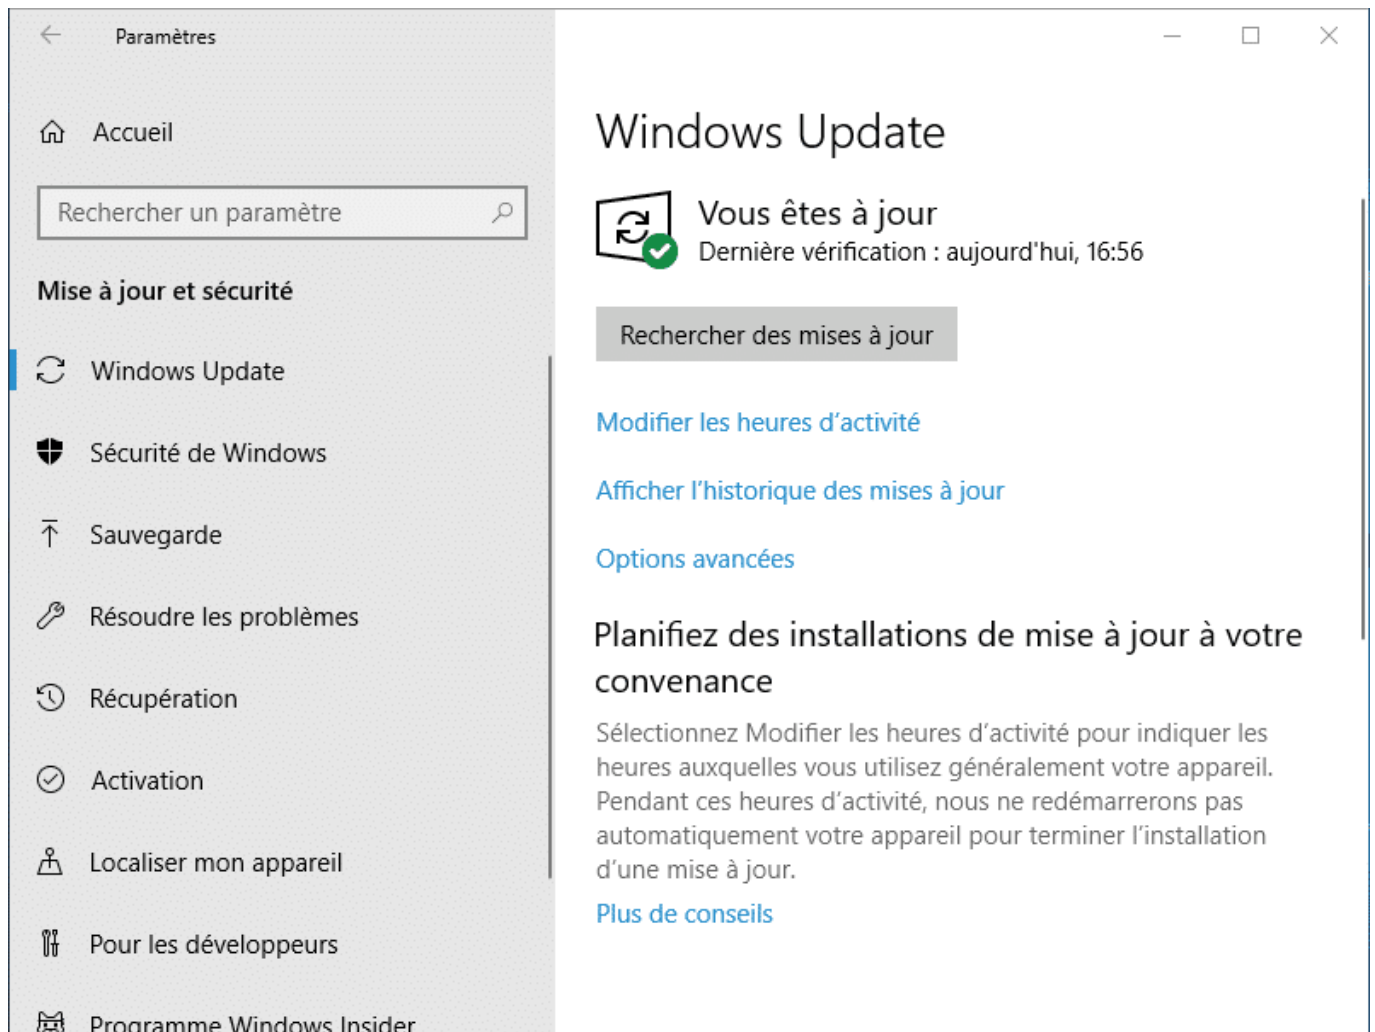 Paramètres
Accueil
Rechercher un paramètre
Mise à jour et sécurité
Windows Update
Sécurité de Windows
Sauvegarde
Résoudre les problèmes
Récupération
Activation
Localiser mon appareil
Pour les développeurs
Programme Windows Insider
Windows Update
Vous êtes à jour
Dernière vérification : aujourd'hui, 16:56
Rechercher des mises à jour
Modifier les heures d’activité
Afficher l’historique des mises à jour
Options avancées
Planifiez des installations de mise à jour à votre
convenance
Sélectionnez Modifier les heures d’activité pour indiquer les
heures auxquelles vous utilisez généralement votre appareil.
Pendant ces heures d’activité, nous ne redémarrerons pas
automatiquement votre appareil pour terminer l’installation
d’une mise à jour.
Plus de conseils